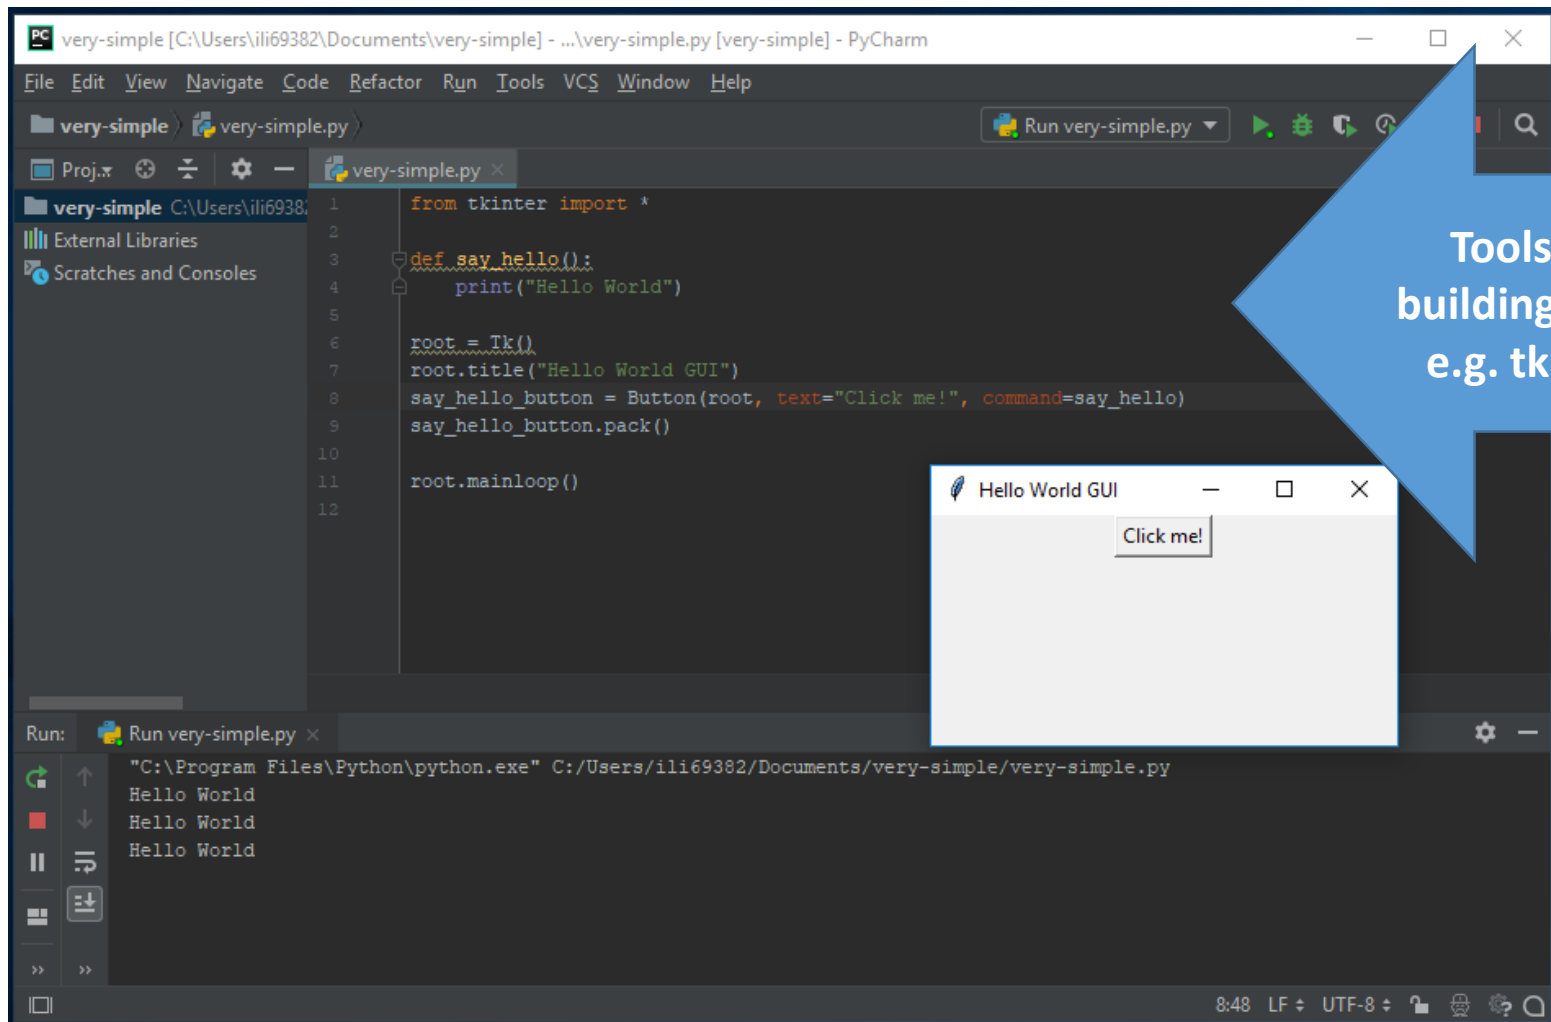 very-simple [C:\Users\ili69382\Documents\very-simple] - ...\very-simple.py [very-simple] - PyCharm
File Edit View Navigate Code Refactor Run Tools VCS Window Help
very-simple very-simple.py Run very-simple.py
Proj.. very-simple.py
very-simple C:\Users\ili69382
External Libraries
Scratches and Consoles
1 from tkinter import *
2
3 def say_hello():
4     print("Hello World")
5
6 root = Tk()
7 root.title("Hello World GUI")
8 say_hello_button = Button(root, text="Click me!", command=say_hello)
9 say_hello_button.pack()
10
11 root.mainloop()
12
Tools
building
e.g. tk
Hello World GUI
Click me!
Run: Run very-simple.py
"C:\Program Files\Python\python.exe" C:/Users/ili69382/Documents/very-simple/very-simple.py
Hello World
Hello World
Hello World
8:48 LF UTF-8